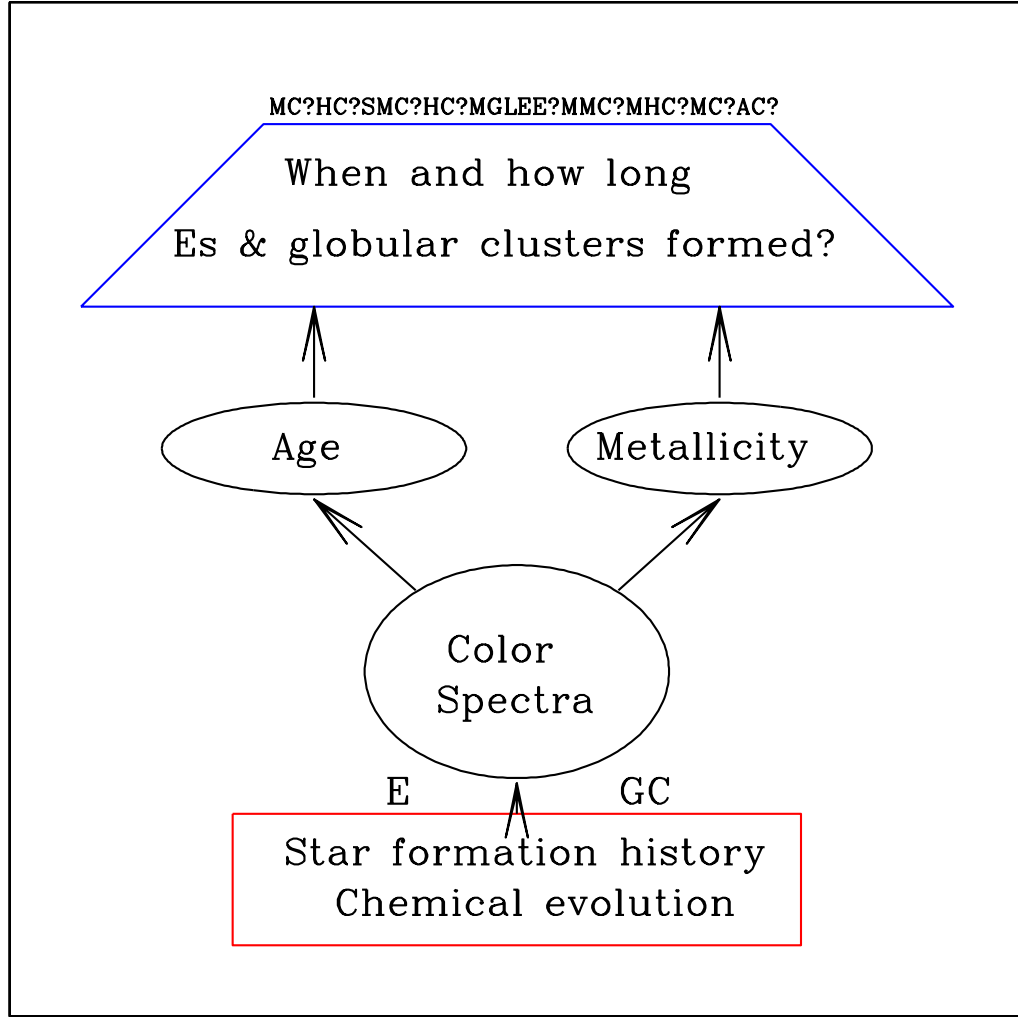 MC?HC?SMC?HC?MGLEE?MMC?MHC?MC?AC?
When and how long
Es & globular clusters formed?
Age
Metallicity
Color
Spectra
E
GC
Star formation history
Chemical evolution